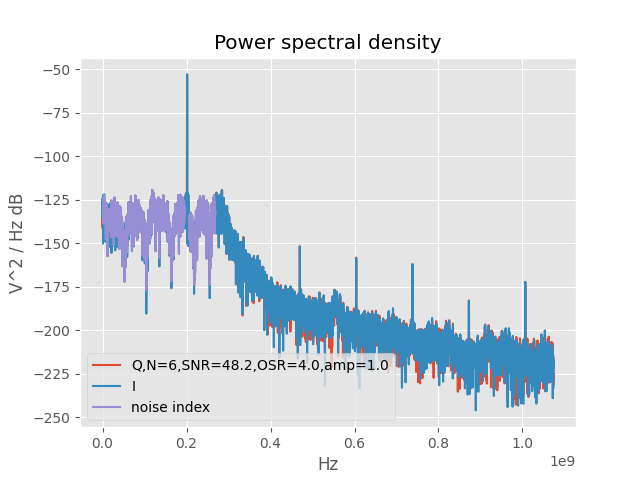 Power spectral density
V^2 / Hz dB
−50
−75
−100
−125
−150
−175
−200
−225
−250
Q,N=6,SNR=48.2,OSR=4.0,amp=1.0
I
noise index
0.0 0.2 0.4 0.6 0.8 1.0
1e9
Hz